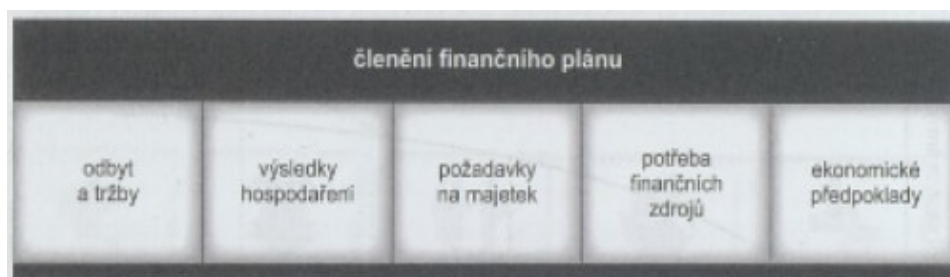 členění finančního plánu
odbyt
a tržby
výsledky
hospodaření
požadavky
na majetek
potřeba
finančních
zdrojů
ekonomické
předpoklady